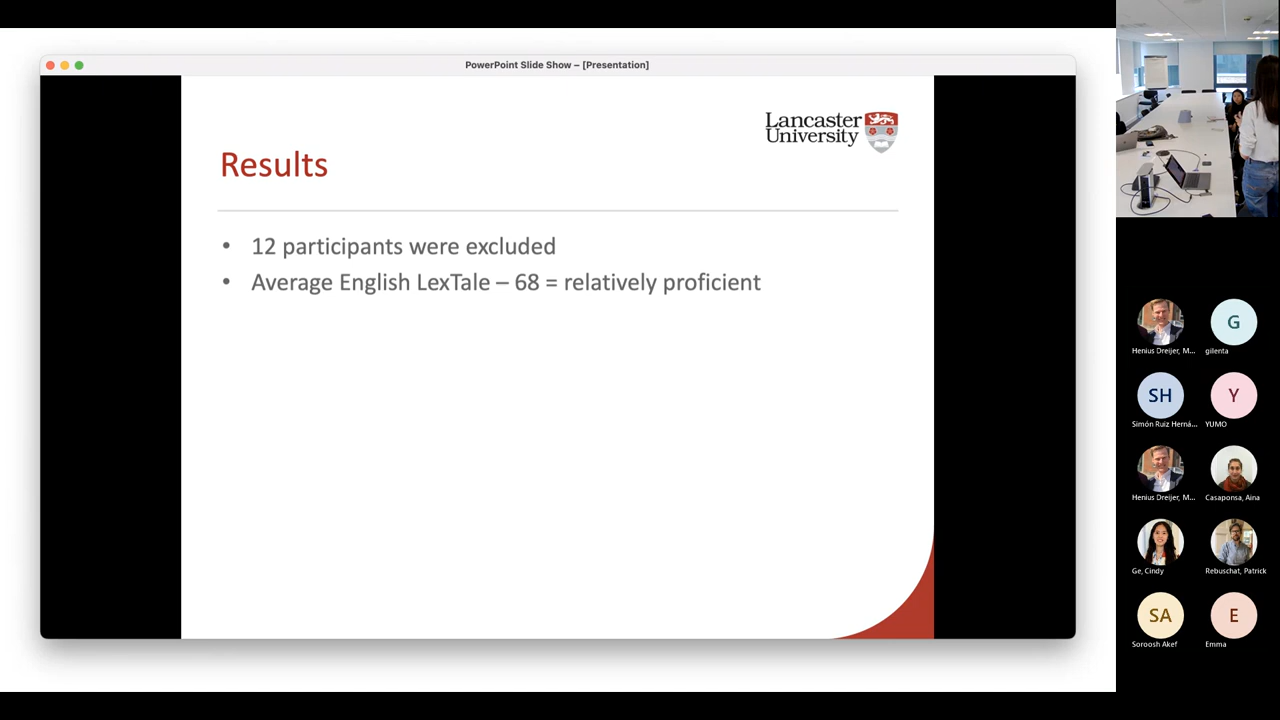 PowerPoint Slide Show – [Presentation]
Lancaster
University
Results
• 12 participants were excluded
• Average English LexTale – 68 = relatively proficient
Henius Dreijer, M...
G
gilenta
SH
Simón Ruiz Herná...
Y
YUMO
Henius Dreijer, M...
Casaponsa, Aina
Ge, Cindy
Rebuschat, Patrick
SA
Soroosh Akef
E
Emma